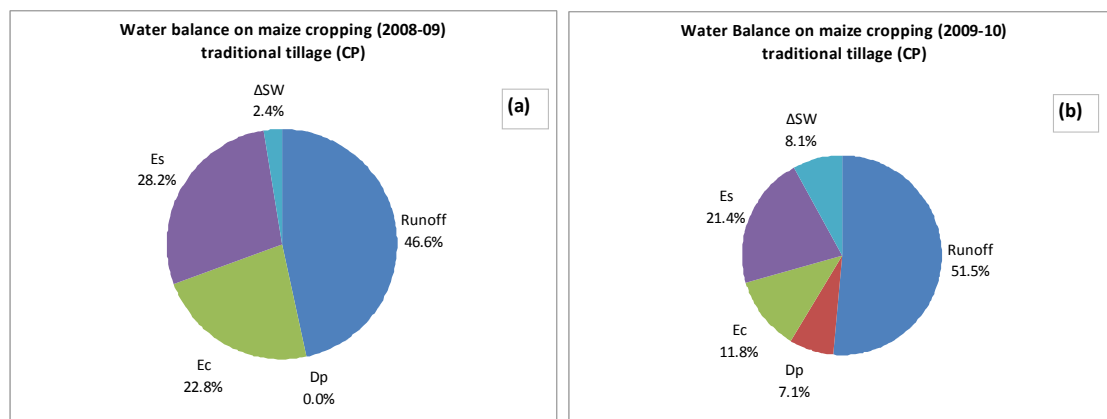 Water balance on maize cropping (2008-09)
traditional tillage (CP)
(a)
ΔSW
2.4%
Es
28.2%
Runoff
46.6%
Ec
22.8%
Dp
0.0%
Water Balance on maize cropping (2009-10)
traditional tillage (CP)
(b)
ΔSW
8.1%
Es
21.4%
Runoff
51.5%
Ec
11.8%
Dp
7.1%